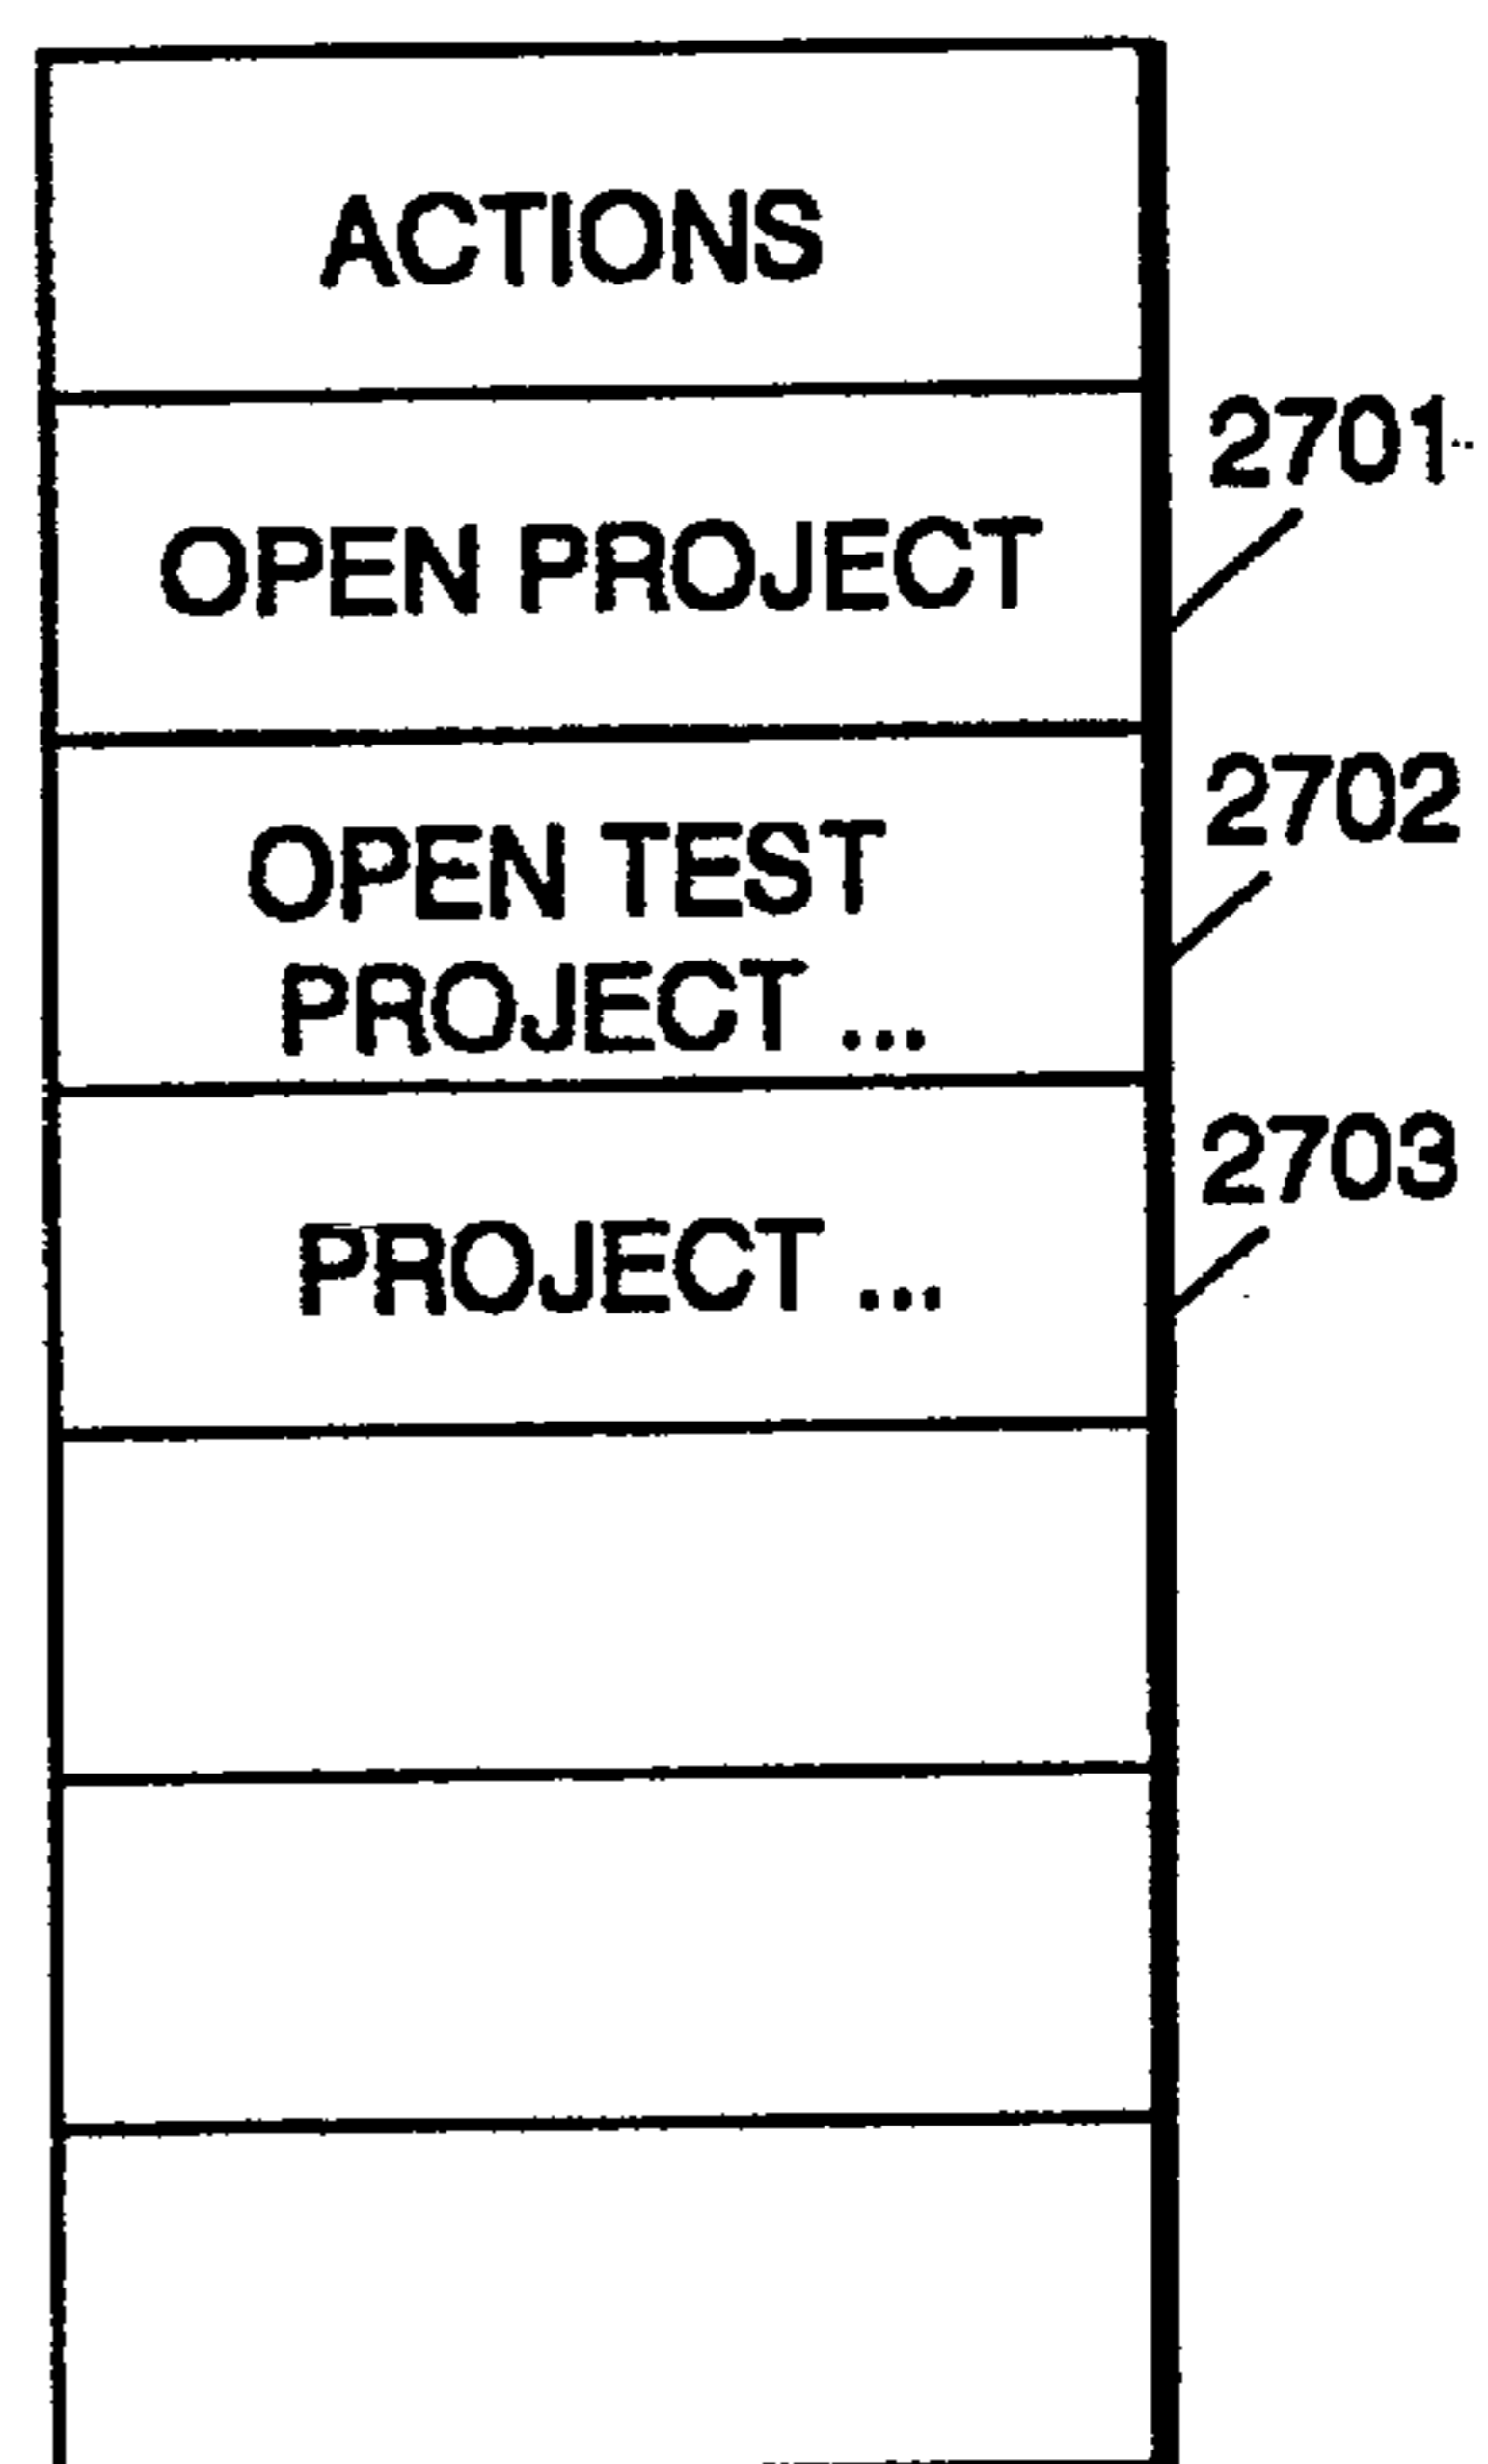 ACTIONS
2701
OPEN PROJECT
2702
OPEN TEST
PROJECT ...
2703
PROJECT ...